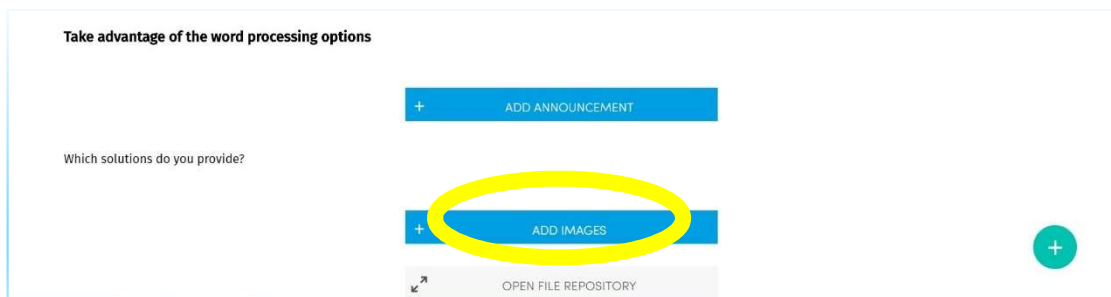 Take advantage of the word processing options
+ ADD ANNOUNCEMENT
Which solutions do you provide?
+ ADD IMAGES
+
OPEN FILE REPOSITORY